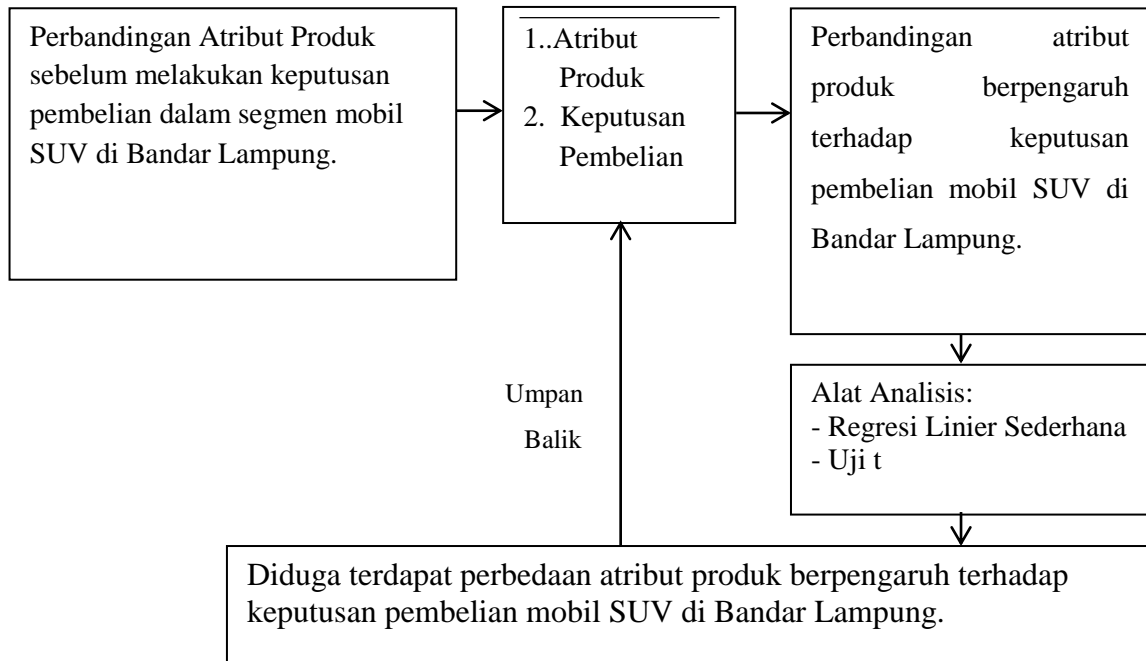 Perbandingan Atribut Produk
sebelum melakukan keputusan
pembelian dalam segmen mobil
SUV di Bandar Lampung.
1..Atribut
Produk
2. Keputusan
Pembelian
Perbandingan atribut
produk berpengaruh
terhadap keputusan
pembelian mobil SUV di
Bandar Lampung.
Alat Analisis:
- Regresi Linier Sederhana
- Uji t
Umpan
Balik
Diduga terdapat perbedaan atribut produk berpengaruh terhadap
keputusan pembelian mobil SUV di Bandar Lampung.